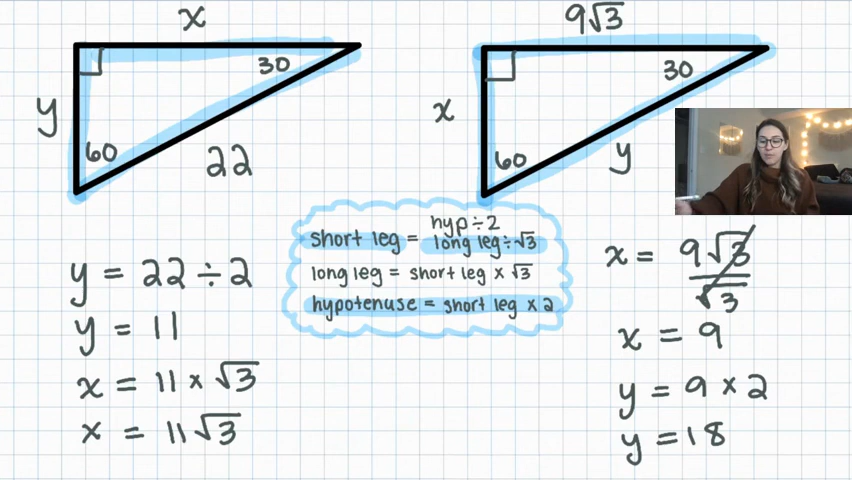 x
30
y
60
22
9√3
30
x
60
y
hyp÷2
short leg = long leg÷√3
long leg = short leg x √3
hypotenuse = short leg x 2
y = 22 ÷ 2
y = 11
x = 11 x √3
x = 11√3
x = 9√3
√3
x = 9
y = 9 x 2
y = 18